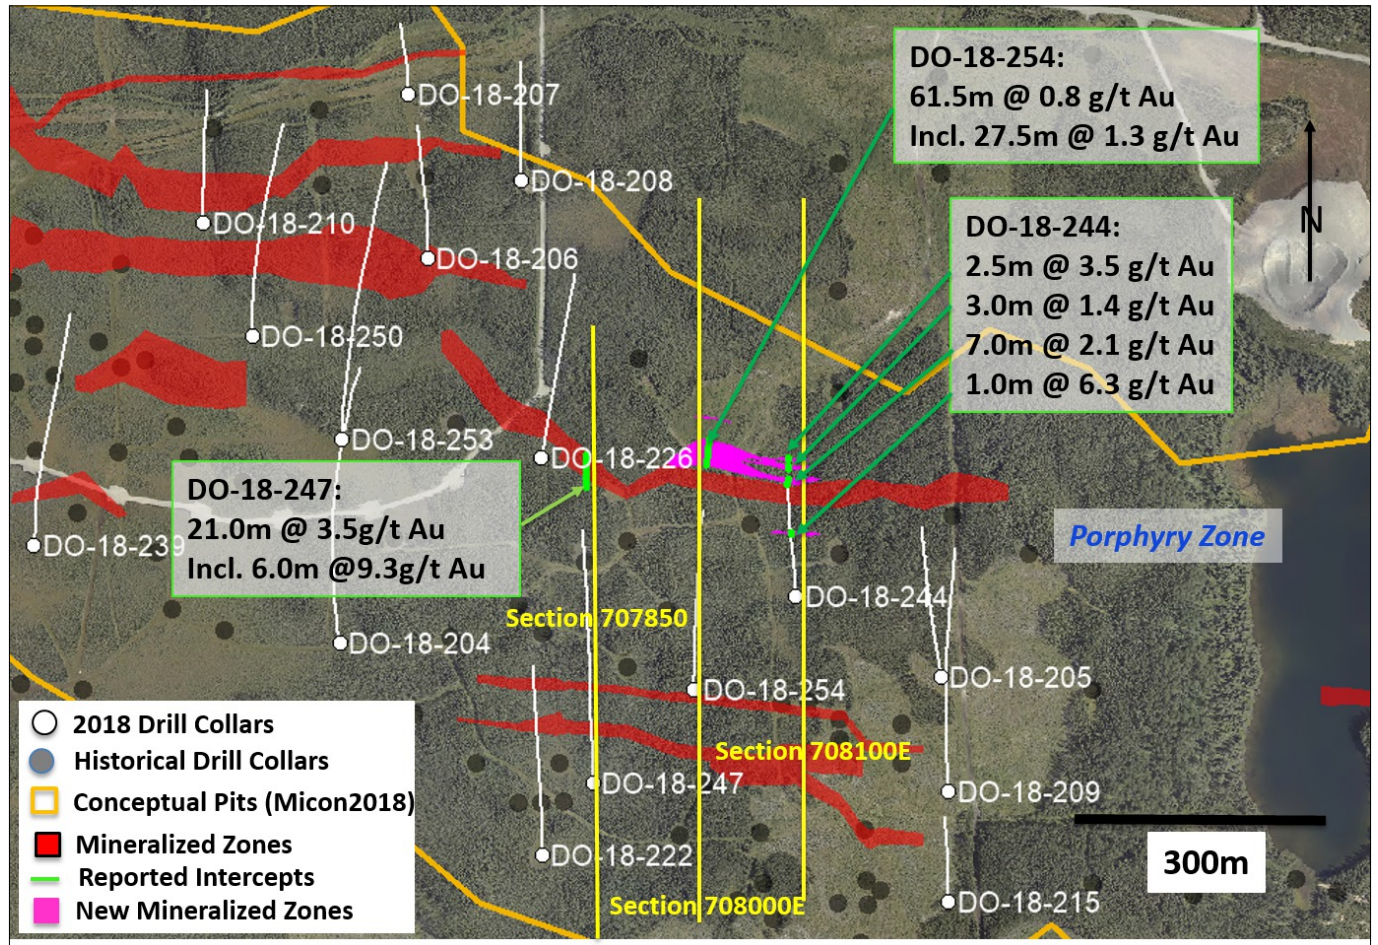 DO-18-254:
61.5m @ 0.8 g/t Au
Incl. 27.5m @ 1.3 g/t Au
DO-18-207
DO-18-208
DO-18-210
DO-18-244:
2.5m @ 3.5 g/t Au
3.0m @ 1.4 g/t Au
7.0m @ 2.1 g/t Au
1.0m @ 6.3 g/t Au
N
DO-18-206
DO-18-250
DO-18-253
DO-18-226
DO-18-247:
21.0m @ 3.5g/t Au
Incl. 6.0m @9.3g/t Au
DO-18-239
Porphyry Zone
DO-18-244
Section 707850
DO-18-204
DO-18-205
DO-18-254
Section 708100E
DO-18-247
DO-18-209
DO-18-222
300m
Section 708000E
DO-18-215
2018 Drill Collars
Historical Drill Collars
Conceptual Pits (Micon2018)
Mineralized Zones
Reported Intercepts
New Mineralized Zones